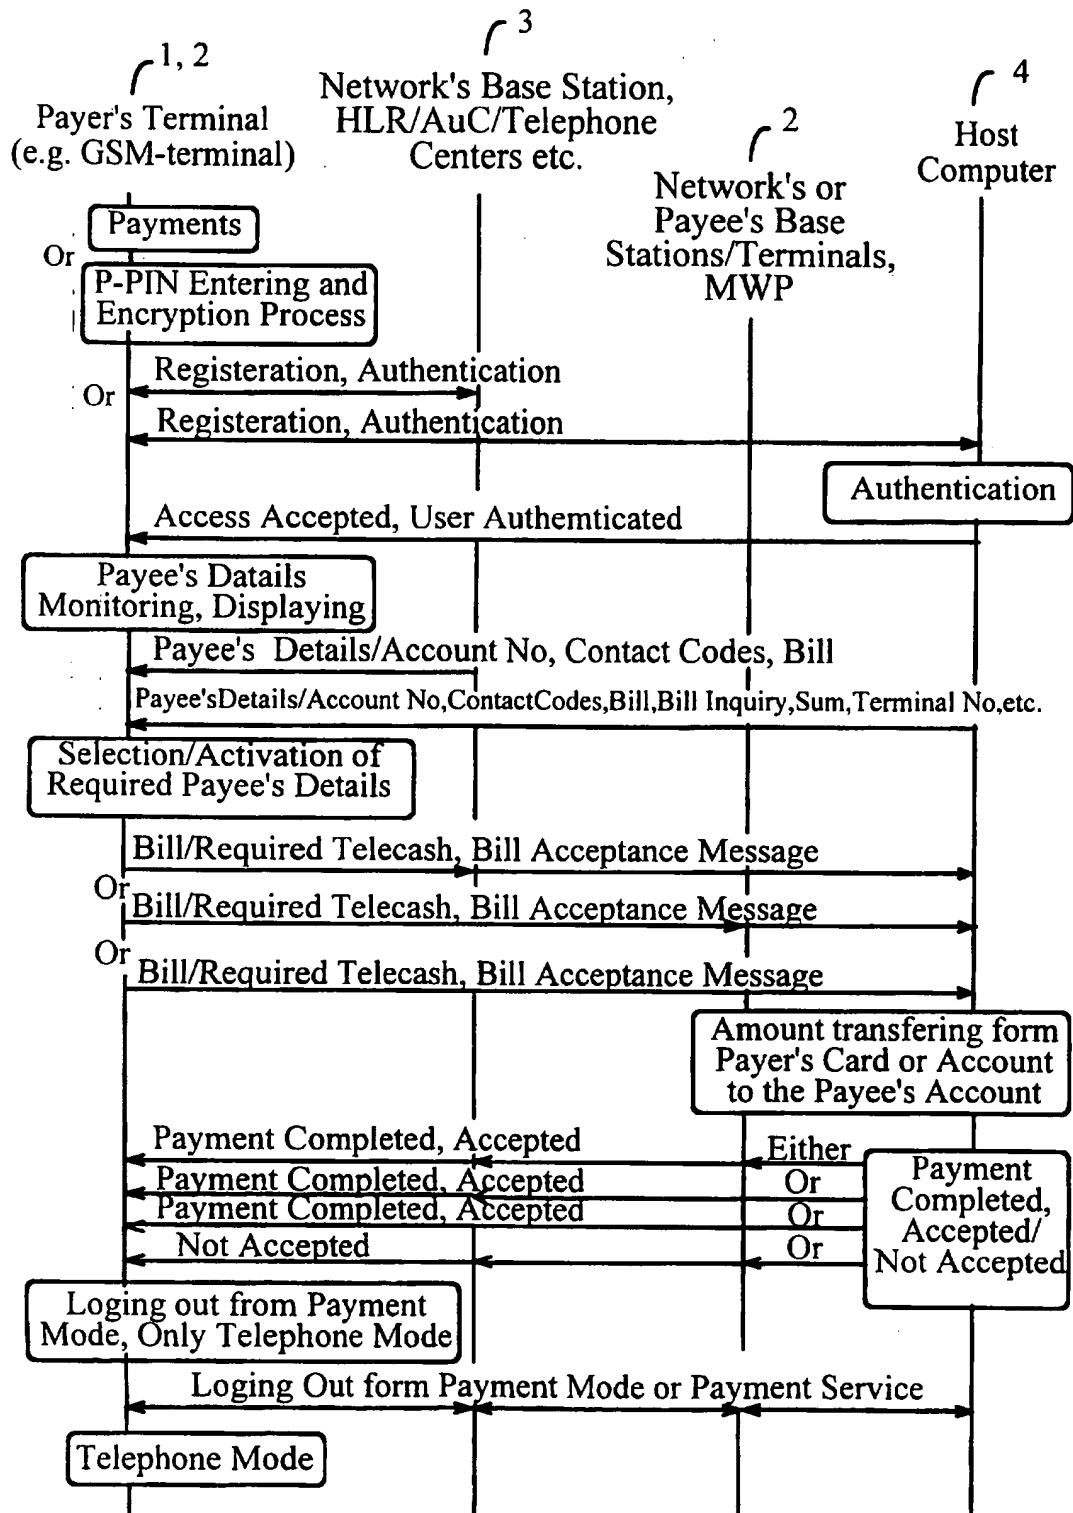 1, 2
3
4
2
Payer's Terminal
(e.g. GSM-terminal)
Network's Base Station,
HLR/AuC/Telephone
Centers etc.
Network's or
Payee's Base
Stations/Terminals,
MWP
Host
Computer
Payments
Or
P-PIN Entering and
Encryption Process
Registeration, Authentication
Or
Registeration, Authentication
Authentication
Access Accepted, User Authemticated
Payee's Datails
Monitoring, Displaying
Payee's Details/Account No, Contact Codes, Bill
Payee'sDetails/Account No,ContactCodes,Bill,Bill Inquiry,Sum,Terminal No,etc.
Selection/Activation of
Required Payee's Details
Bill/Required Telecash, Bill Acceptance Message
Or
Bill/Required Telecash, Bill Acceptance Message
Or
Bill/Required Telecash, Bill Acceptance Message
Amount transfering form
Payer's Card or Account
to the Payee's Account
Payment Completed, Accepted
Either
Payment Completed, Accepted
Or
Payment Completed, Accepted
Or
Not Accepted
Or
Payment
Completed,
Accepted/
Not Accepted
Loging out from Payment
Mode, Only Telephone Mode
Loging Out form Payment Mode or Payment Service
Telephone Mode